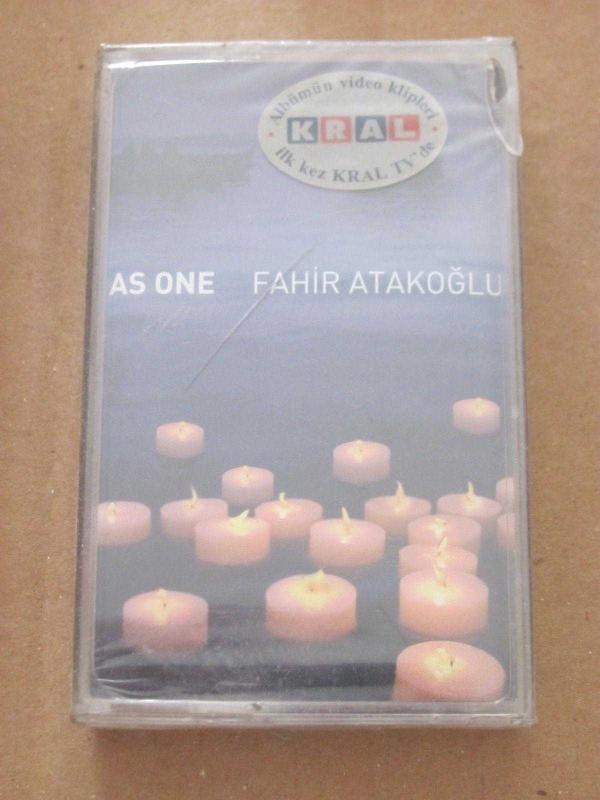 Albümün video klipleri
KRAL
ilk kez KRAL TV'de
AS ONE FAHİR ATAKOĞLU